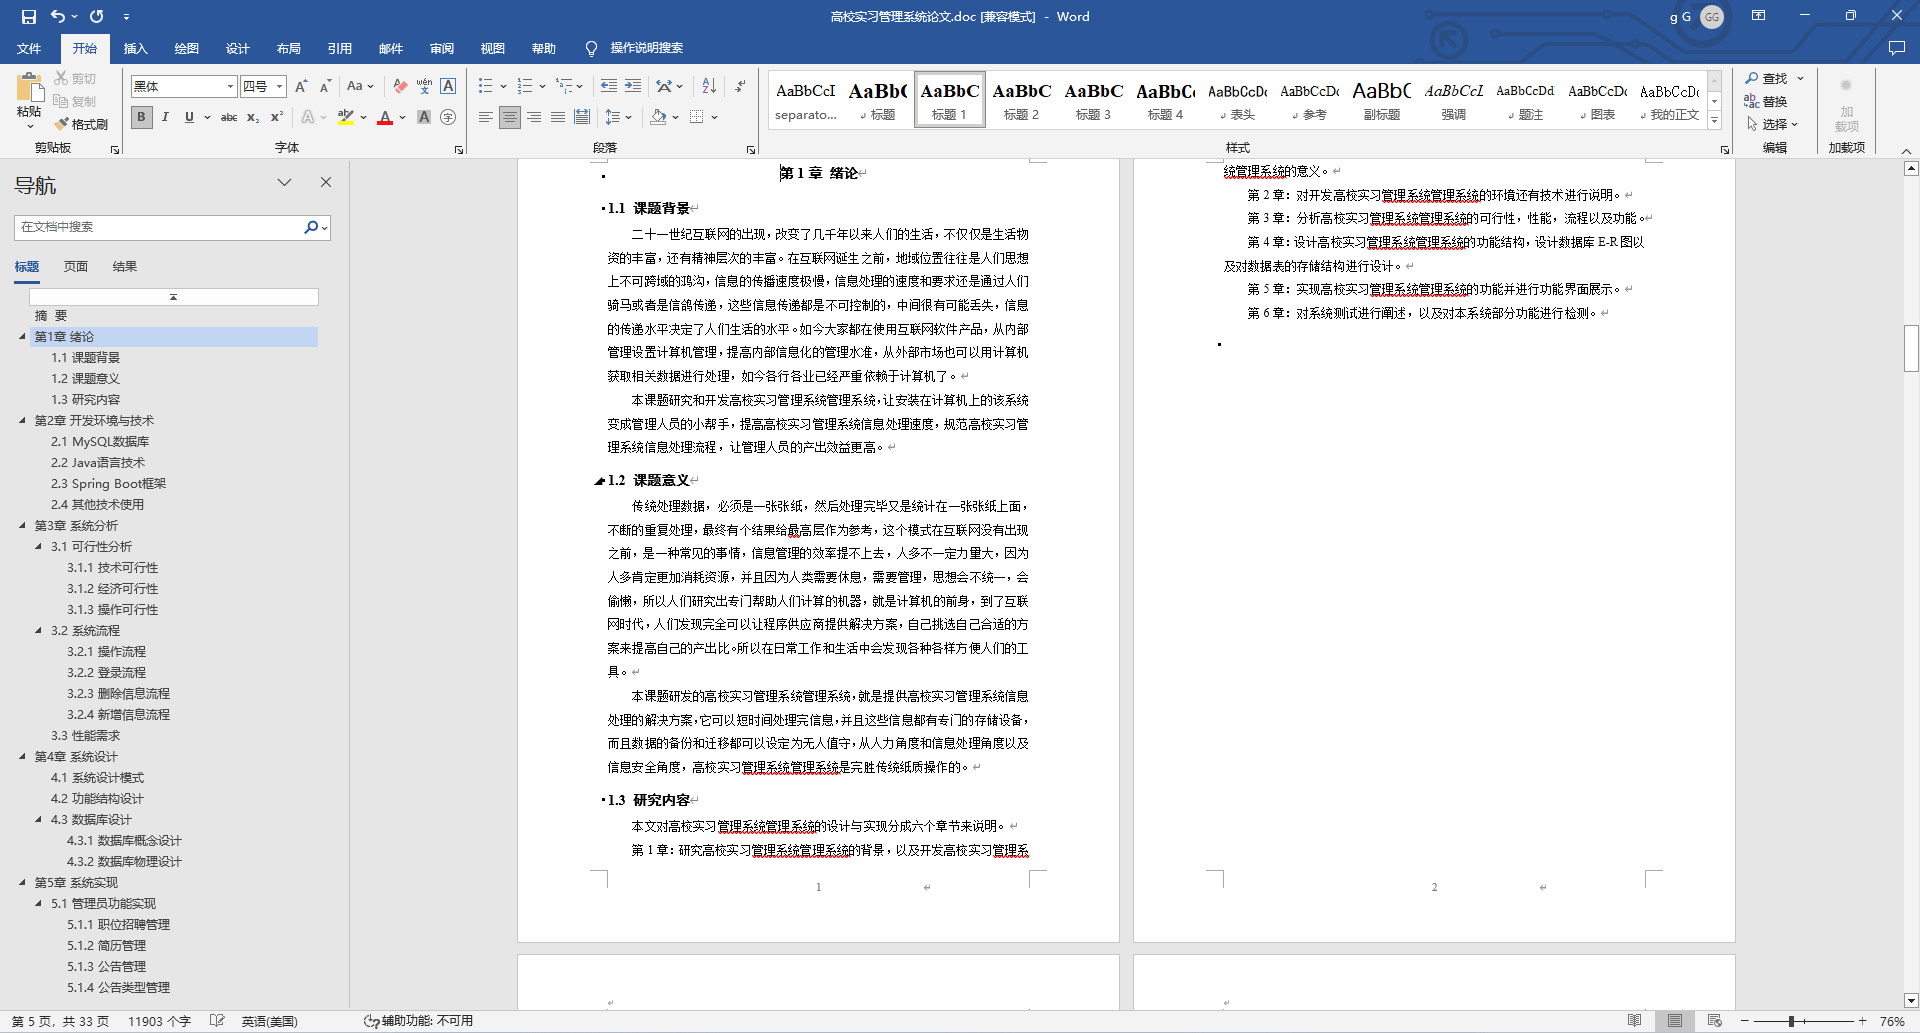 高校实习管理系统论文.doc [兼容模式] - Word
g G
GG
文件 开始 插入 绘图 设计 布局 引用 邮件 审阅 视图 帮助 操作说明搜索
粘贴
剪切
复制
格式刷
剪贴板
黑体 四号
字体
段落
AaBbCcI separato...
AaBb( 标题
AaBbC 标题 1
AaBbC 标题 2
AaBbC 标题 3
AaBbC 标题 4
AaBbCcDc 表头
AaBbCcDc 参考
AaBbC 副标题
AaBbCcL 强调
AaBbCcDd 题注
AaBbCcDc 图表
AaBbCcDc 我的正文
样式
查找
替换
选择
编辑
加载项
加载项
导航
在文档中搜索
标题 页面 结果
摘 要
第1章 绪论
1.1 课题背景
1.2 课题意义
1.3 研究内容
第2章 开发环境与技术
2.1 MySQL数据库
2.2 Java语言技术
2.3 Spring Boot框架
2.4 其他技术使用
第3章 系统分析
3.1 可行性分析
3.1.1 技术可行性
3.1.2 经济可行性
3.1.3 操作可行性
3.2 系统流程
3.2.1 操作流程
3.2.2 登录流程
3.2.3 删除信息流程
3.2.4 新增信息流程
3.3 性能需求
第4章 系统设计
4.1 系统设计模式
4.2 功能结构设计
4.3 数据库设计
4.3.1 数据库概念设计
4.3.2 数据库物理设计
第5章 系统实现
5.1 管理员功能实现
5.1.1 职位招聘管理
5.1.2 简历管理
5.1.3 公告管理
5.1.4 公告类型管理
第 1 章 绪论
1.1 课题背景
二十一世纪互联网的出现，改变了几千年以来人们的生活，不仅仅是生活物
资的丰富，还有精神层次的丰富。在互联网诞生之前，地域位置往往是人们思想
上不可跨域的鸿沟，信息的传播速度极慢，信息处理的速度和要求还是通过人们
骑马或者是信鸽传递，这些信息传递都是不可控制的，中间很有可能丢失，信息
的传递水平决定了人们生活的水平。如今大家都在使用互联网软件产品，从内部
管理设置计算机管理，提高内部信息化的管理水准，从外部市场也可以用计算机
获取相关数据进行处理，如今各行各业已经严重依赖于计算机了。
本课题研究和开发高校实习管理系统管理系统，让安装在计算机上的该系统
变成管理人员的小帮手，提高高校实习管理系统信息处理速度，规范高校实习管
理系统信息处理流程，让管理人员的产出效益更高。
1.2 课题意义
传统处理数据，必须是一张张纸，然后处理完毕又是统计在一张张纸上面，
不断的重复处理，最终有个结果给最高层作为参考，这个模式在互联网没有出现
之前，是一种常见的事情，信息管理的效率提不上去，人多不一定力量大，因为
人多肯定更加消耗资源，并且因为人类需要休息，需要管理，思想会不统一，会
偷懒，所以人们研究出专门帮助人们计算的机器，就是计算机的前身，到了互联
网时代，人们发现完全可以让程序供应商提供解决方案，自己挑选自己合适的方
案来提高自己的产出比。所以在日常工作和生活中会发现各种各样方便人们的工
具。
本课题研发的高校实习管理系统管理系统，就是提供高校实习管理系统信息
处理的解决方案，它可以短时间处理完信息，并且这些信息都有专门的存储设备，
而且数据的备份和迁移都可以设定为无人值守，从人力角度和信息处理角度以及
信息安全角度，高校实习管理系统管理系统是完胜传统纸质操作的。
1.3 研究内容
本文对高校实习管理系统管理系统的设计与实现分成六个章节来说明。
第 1 章：研究高校实习管理系统管理系统的背景，以及开发高校实习管理系
1
统管理系统的意义。
第 2 章：对开发高校实习管理系统管理系统的环境还有技术进行说明。
第 3 章：分析高校实习管理系统管理系统的可行性，性能，流程以及功能。
第 4 章：设计高校实习管理系统管理系统的功能结构，设计数据库 E-R 图以
及对数据表的存储结构进行设计。
第 5 章：实现高校实习管理系统管理系统的功能并进行功能界面展示。
第 6 章：对系统测试进行阐述，以及对本系统部分功能进行检测。
2
第 5 页，共 33 页 11903 个字 英语(美国) 辅助功能: 不可用 76%